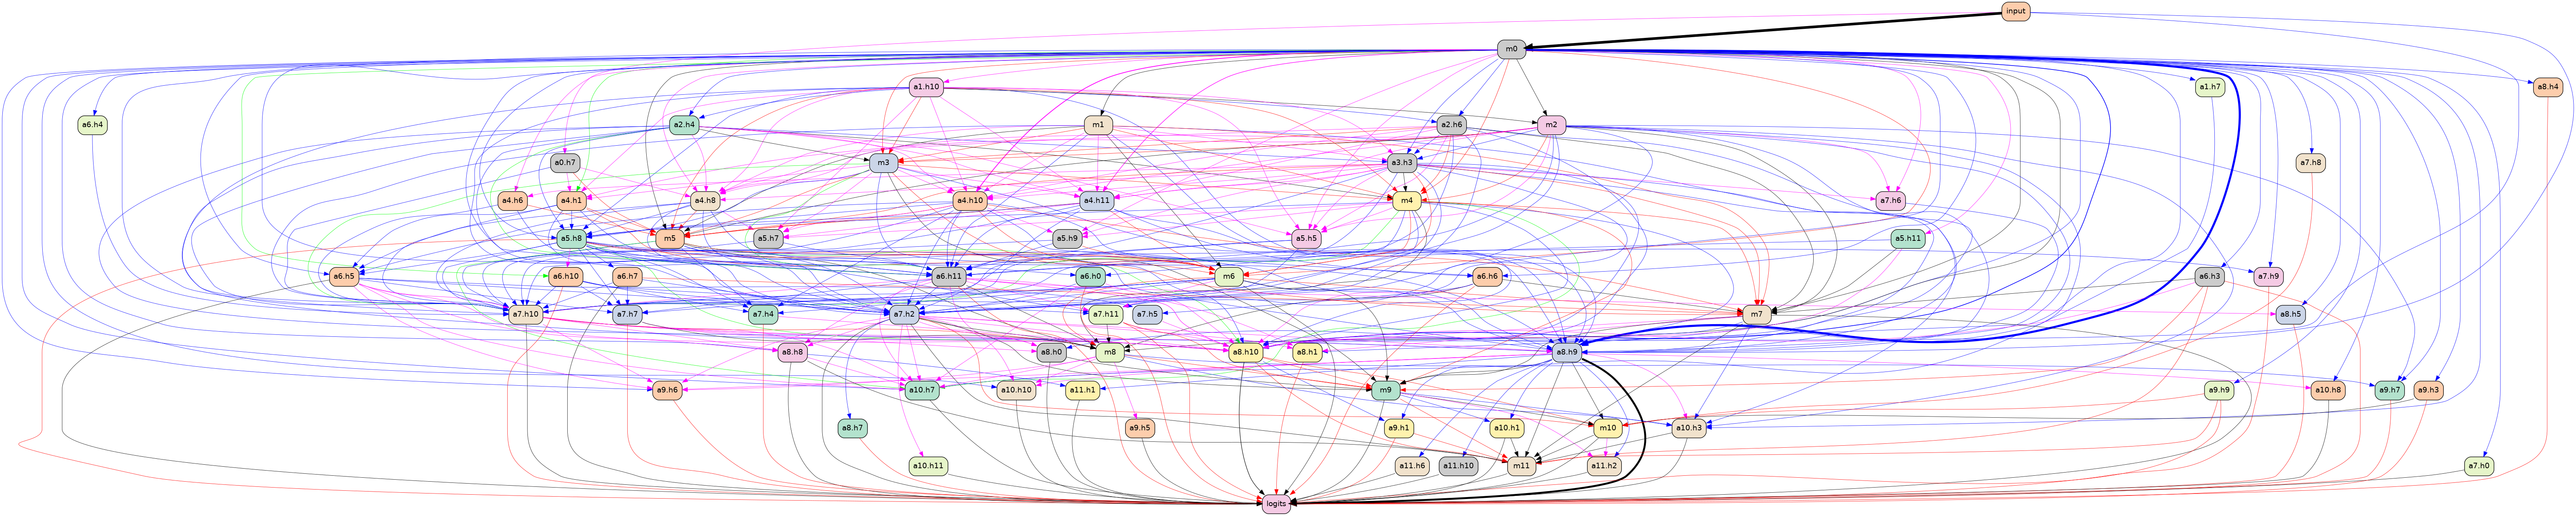 input
m0
a1.h10 a1.h7 a8.h4
a6.h4 a2.h4 m1 a2.h6 m2
a0.h7 m3 a3.h3 a7.h8
a4.h6 a4.h1 a4.h8 a4.h10 a4.h11 m4 a7.h6
a5.h8 m5 a5.h7 a5.h9 a5.h5 a5.h11
a6.h5 a6.h10 a6.h7 a6.h11 a6.h0 m6 a6.h6 a6.h3 a7.h9
a7.h10 a7.h7 a7.h4 a7.h2 a7.h11 a7.h5 m7 a8.h5
a8.h8 a8.h0 m8 a8.h10 a8.h1 a8.h9
a9.h6 a10.h7 a10.h10 a11.h1 m9 a10.h8 a9.h7 a9.h9 a9.h3
a8.h7 a9.h5 a9.h1 a10.h1 m10 a10.h3
a10.h11 a11.h6 a11.h10 m11 a11.h2 a7.h0
logits